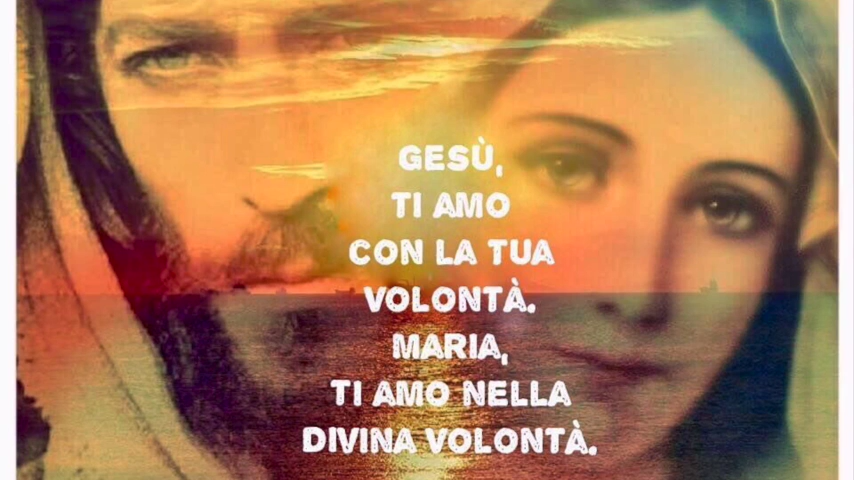 GESÙ,
TI AMO
CON LA TUA
VOLONTÀ.
MARIA,
TI AMO NELLA
DIVINA VOLONTÀ.